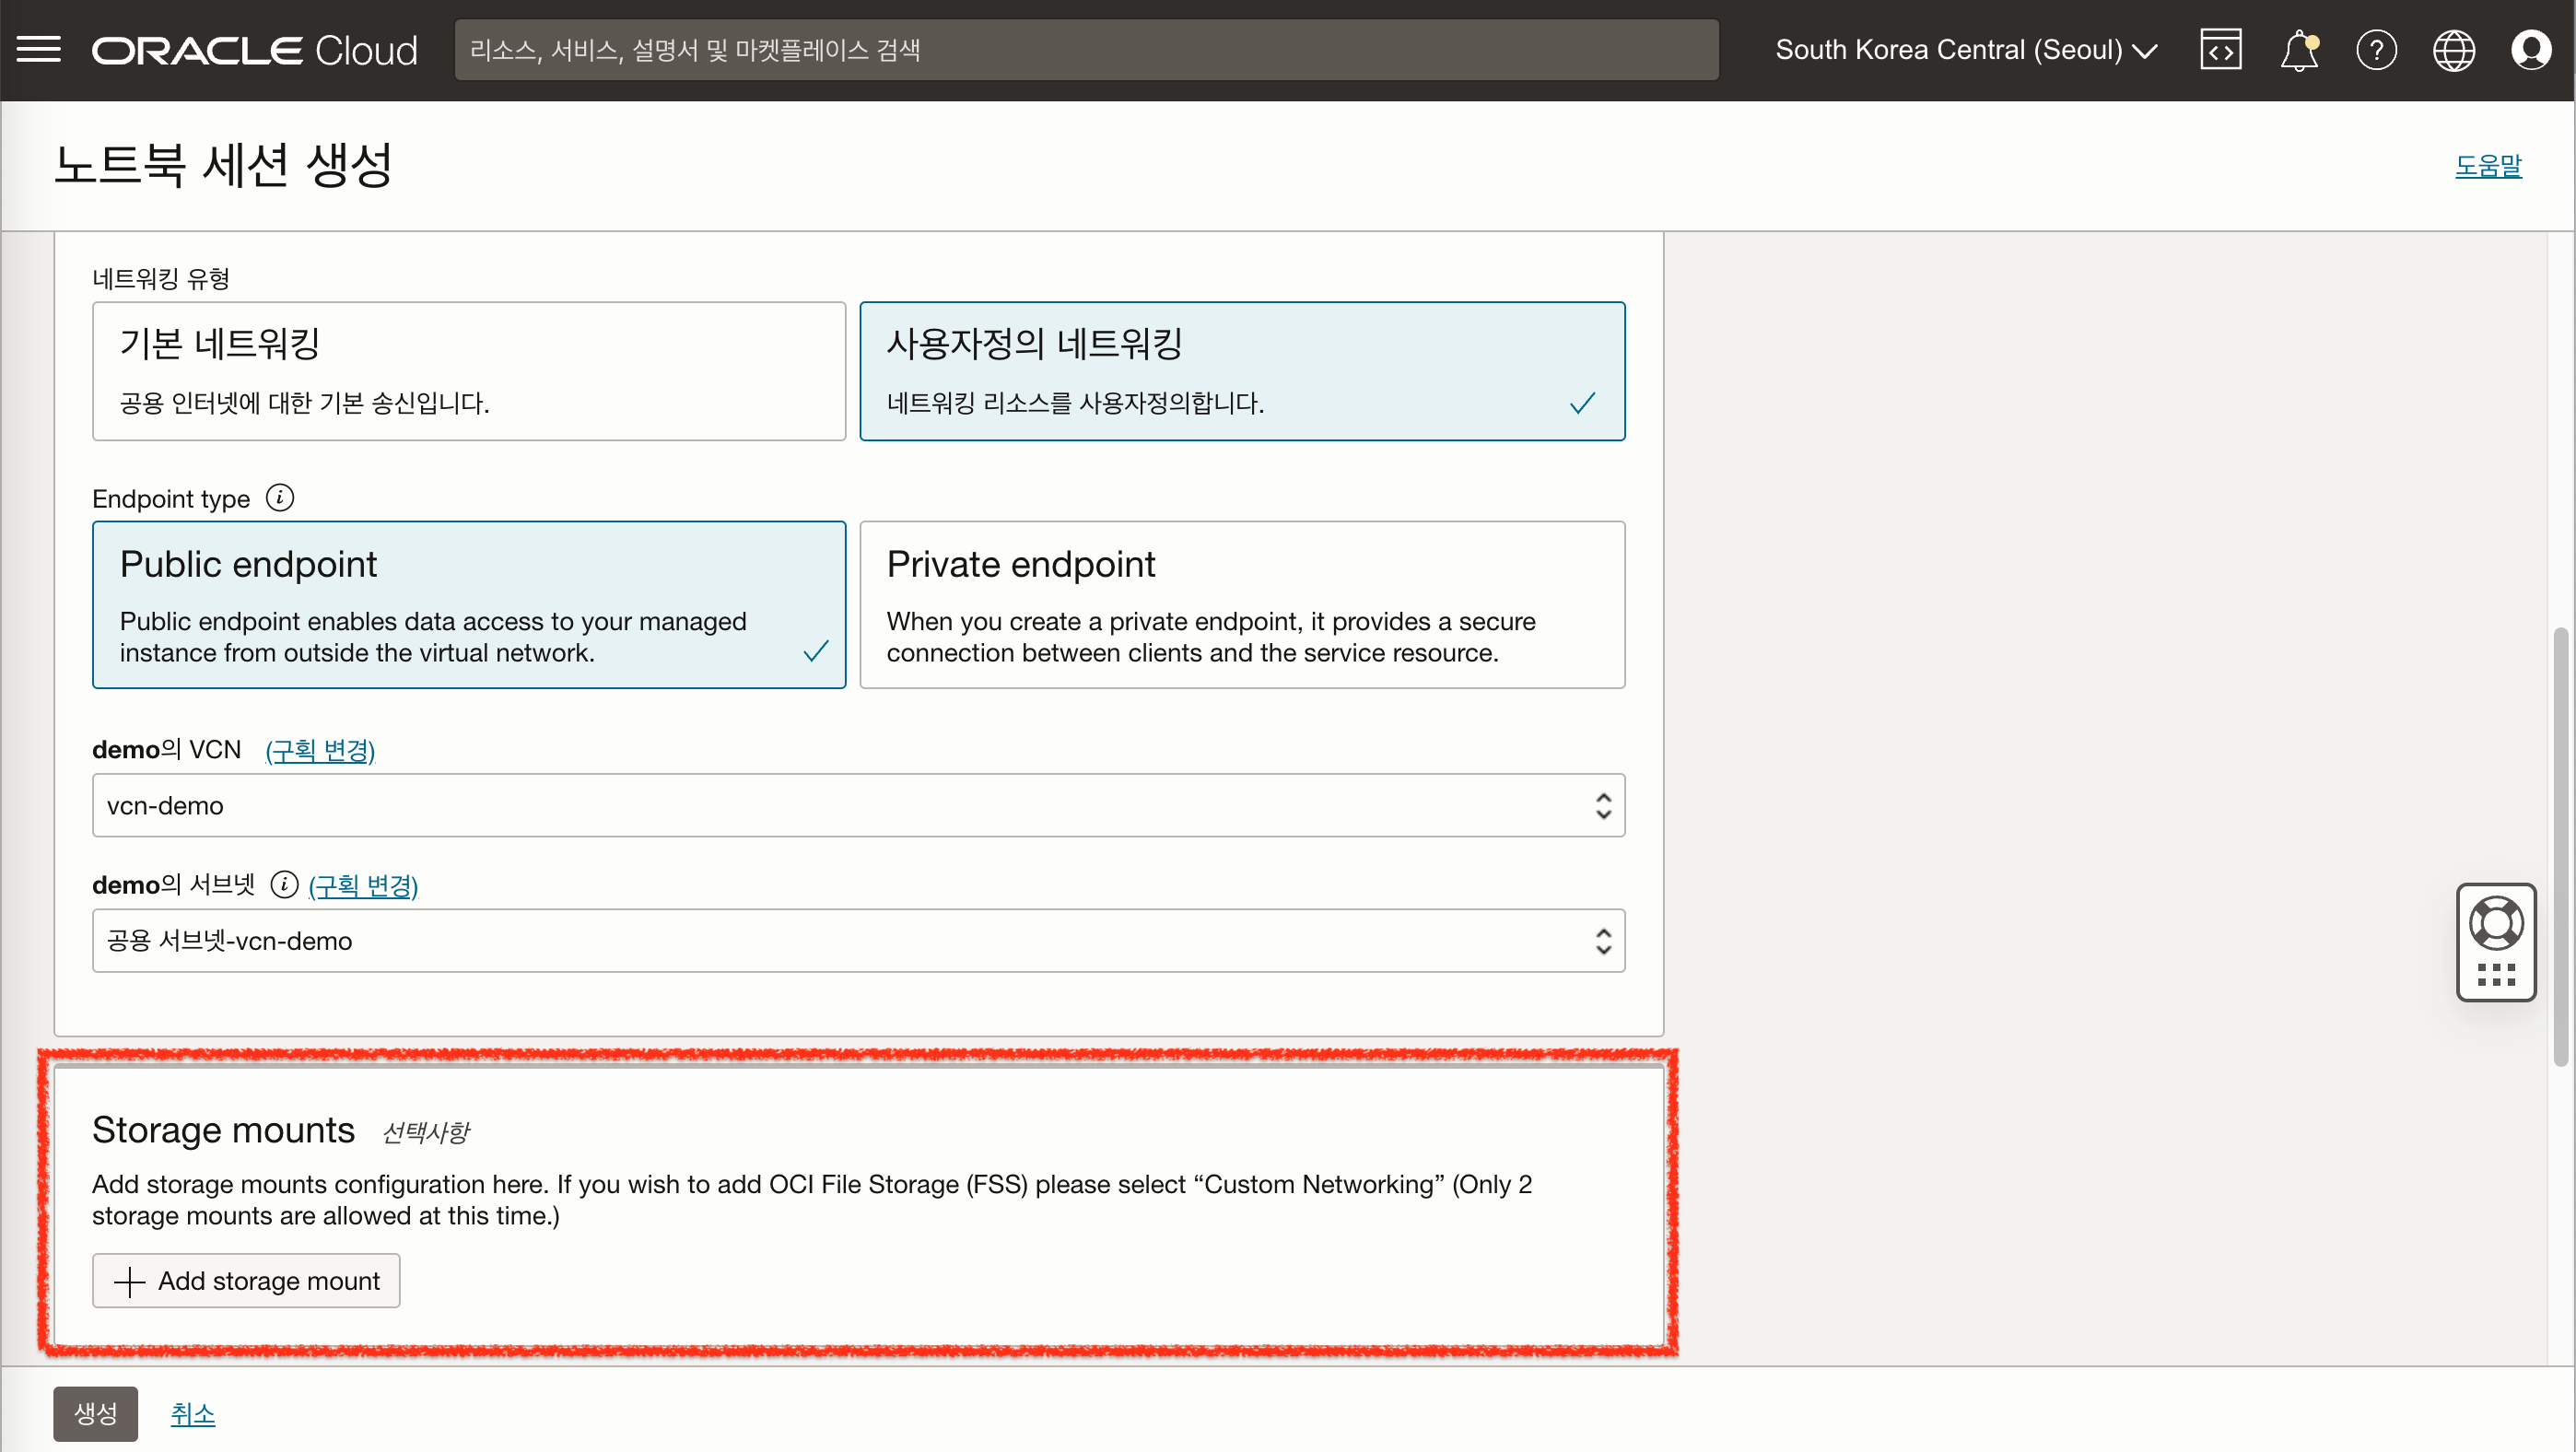 ORACLE Cloud
리소스, 서비스, 설명서 및 마켓플레이스 검색
South Korea Central (Seoul)
노트북 세션 생성
도움말
네트워킹 유형
기본 네트워킹
공용 인터넷에 대한 기본 송신입니다.
사용자정의 네트워킹
네트워킹 리소스를 사용자정의합니다.
Endpoint type
Public endpoint
Public endpoint enables data access to your managed
instance from outside the virtual network.
Private endpoint
When you create a private endpoint, it provides a secure
connection between clients and the service resource.
demo의 VCN (구획 변경)
vcn-demo
demo의 서브넷 (구획 변경)
공용 서브넷-vcn-demo
Storage mounts 선택사항
Add storage mounts configuration here. If you wish to add OCI File Storage (FSS) please select “Custom Networking” (Only 2
storage mounts are allowed at this time.)
Add storage mount
생성
취소